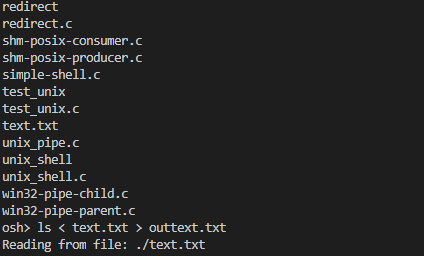 redirect
redirect.c
shm-posix-consumer.c
shm-posix-producer.c
simple-shell.c
test_unix
test_unix.c
text.txt
unix_pipe.c
unix_shell
unix_shell.c
win32-pipe-child.c
win32-pipe-parent.c
osh> ls < text.txt > outtext.txt
Reading from file: ./text.txt